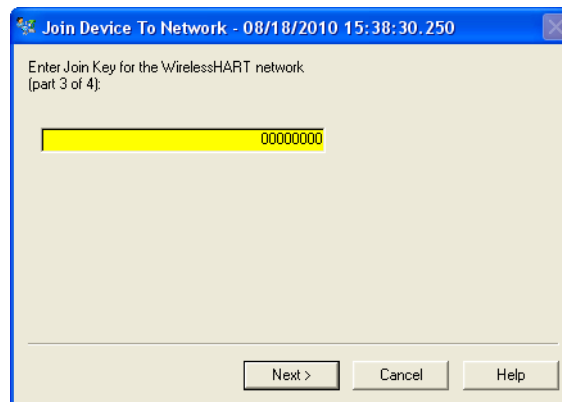 Join Device To Network - 08/18/2010 15:38:30.250
Enter Join Key for the WirelessHART network
(part 3 of 4):
00000000
Next >
Cancel
Help